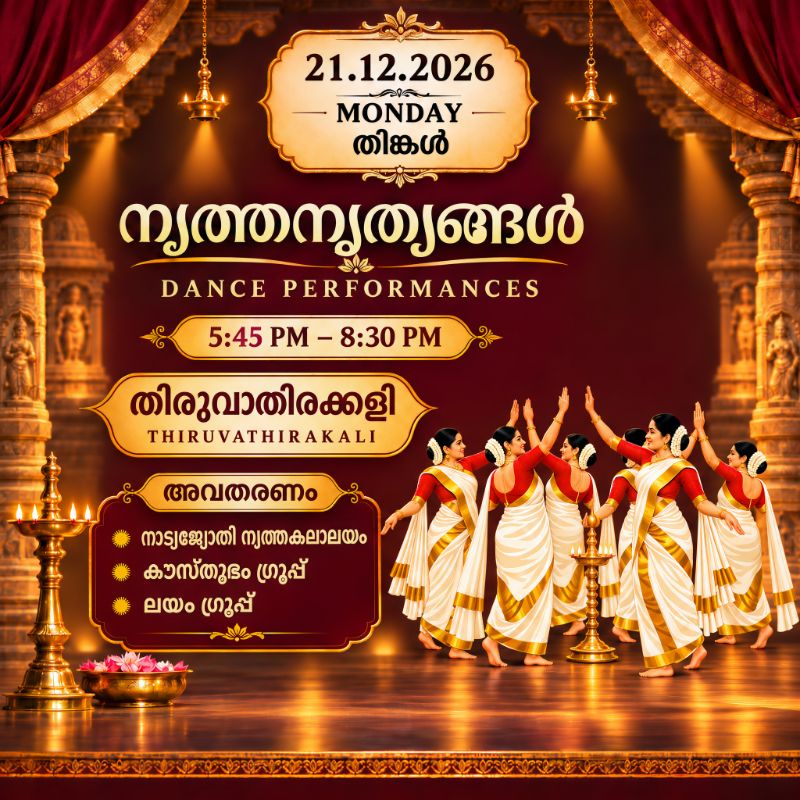 21.12.2026
MONDAY
തിങ്കൾ
നൃത്തനൃത്യങ്ങൾ
DANCE PERFORMANCES
5:45 PM – 8:30 PM
തിരുവാതിരക്കളി
THIRUVATHIRAKALI
അവതരണം
നാട്യജ്യോതി നൃത്തകലാലയം
കൗസ്തൂഭം ഗ്രൂപ്പ്
ലയം ഗ്രൂപ്പ്